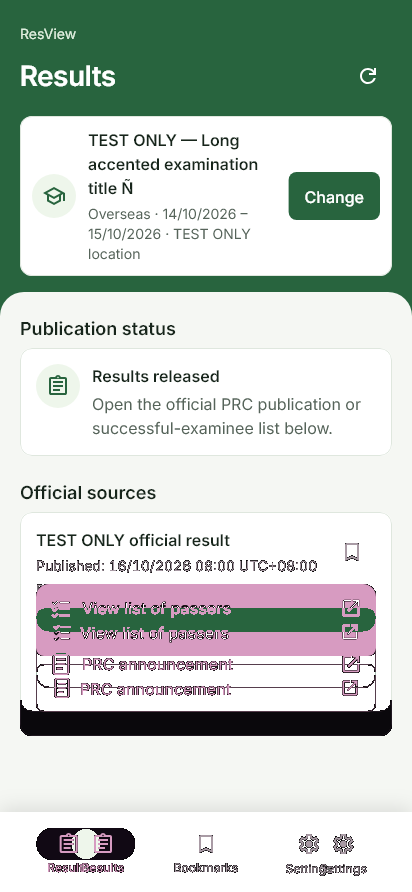 ResView
Results
TEST ONLY — Long
accented examination
title Ñ
Overseas · 14/10/2026 –
15/10/2026 · TEST ONLY
location
Change
Publication status
Results released
Open the official PRC publication or
successful-examinee list below.
Official sources
TEST ONLY official result
Published: 16/10/2026 08:00 UTC+08:00
View list of passers
View list of passers
PRC announcement
PRC announcement
Results
Bookmarks
Settings